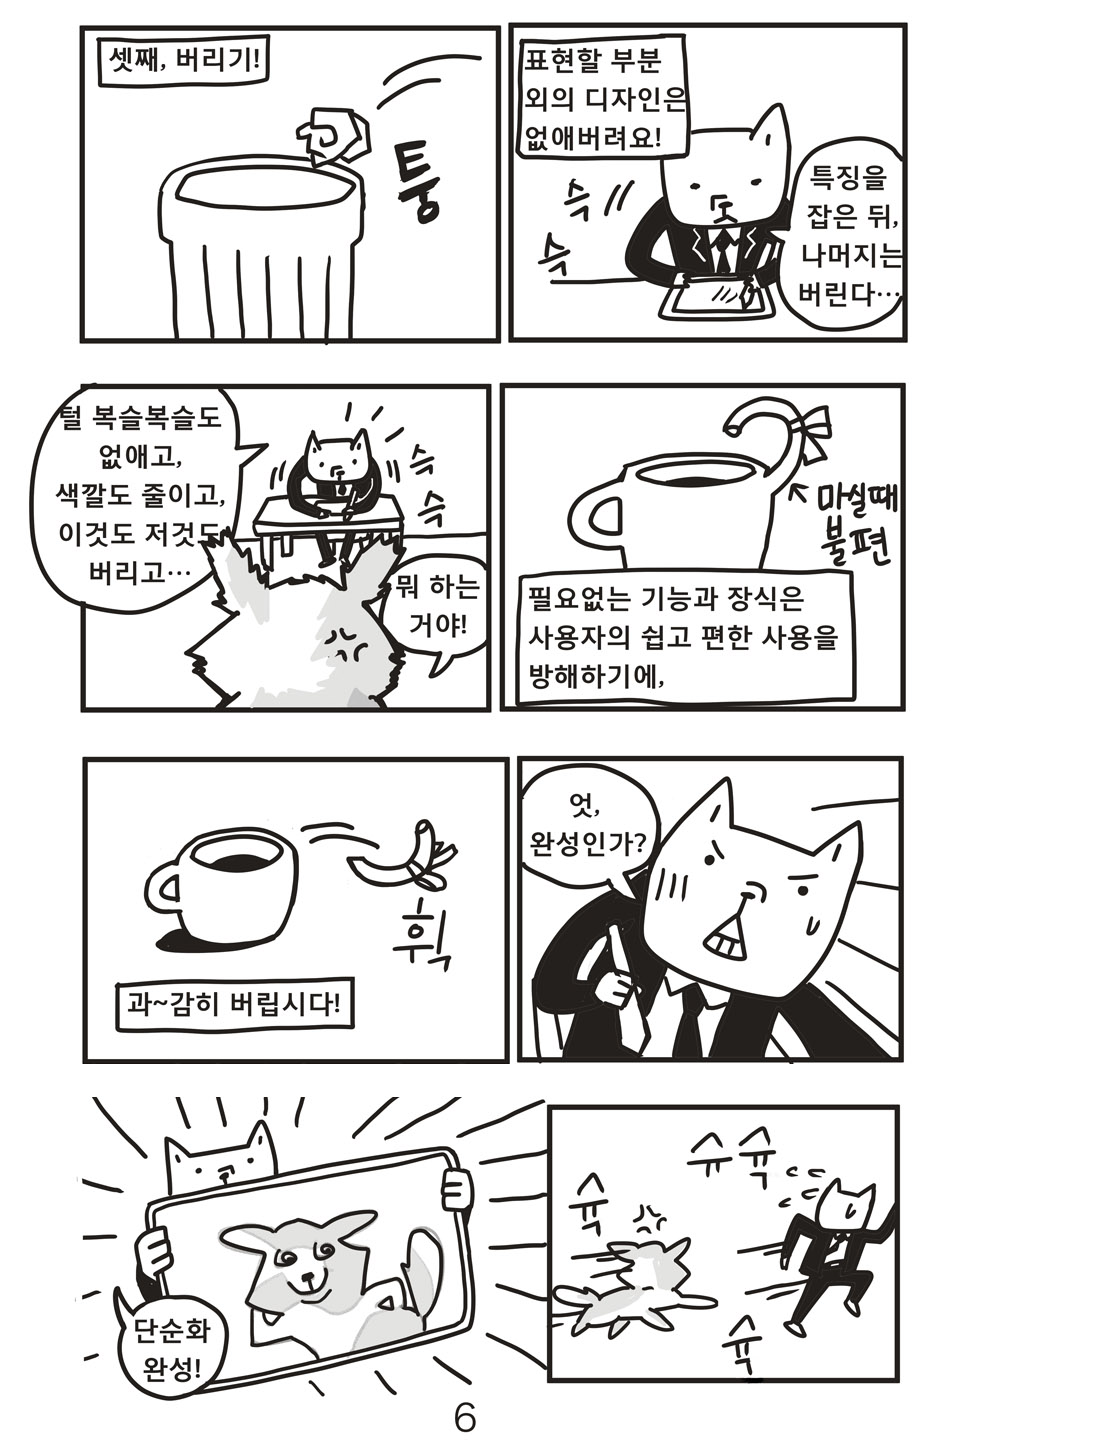 셋째, 버리기!
퉁
표현할 부분
외의 디자인은
없애버려요!
슥
슥
특징을
잡은 뒤,
나머지는
버린다…
털 복슬복슬도
없애고,
색깔도 줄이고,
이것도 저것도
버리고…
슥
슥
뭐 하는
거야!
마실때
불편
필요없는 기능과 장식은
사용자의 쉽고 편한 사용을
방해하기에,
휙
과~감히 버립시다!
엇,
완성인가?
단순화
완성!
슈슉
슉
슉
6